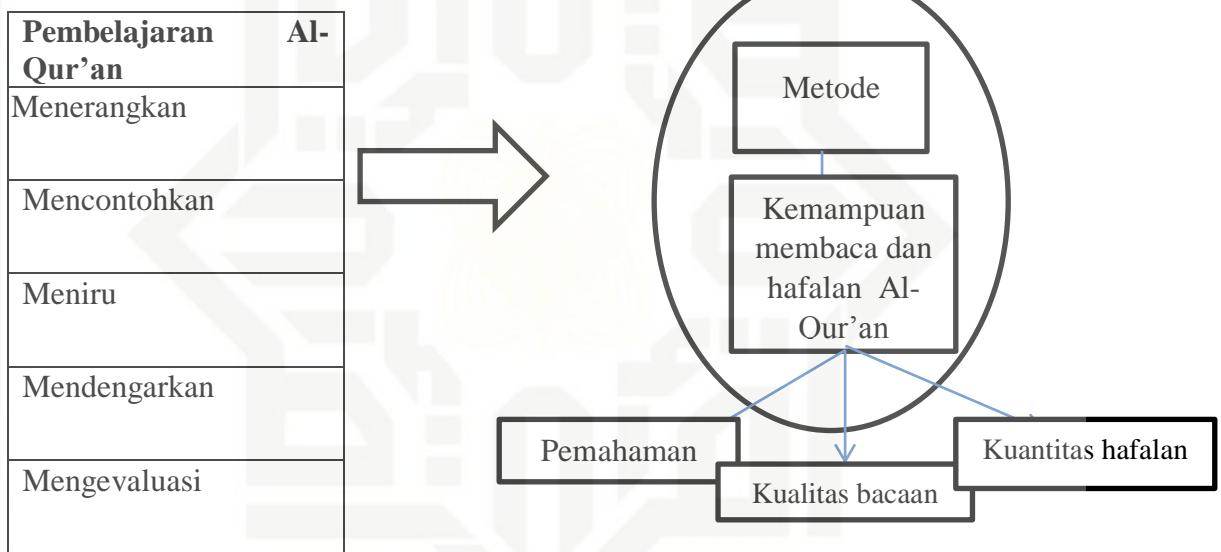 Pembelajaran Al-
Qur’an
Menerangkan
Mencontohkan
Meniru
Mendengarkan
Mengevaluasi
Metode
Kemampuan
membaca dan
hafalan Al-
Qur’an
Pemahaman
Kualitas bacaan
Kuantitas hafalan